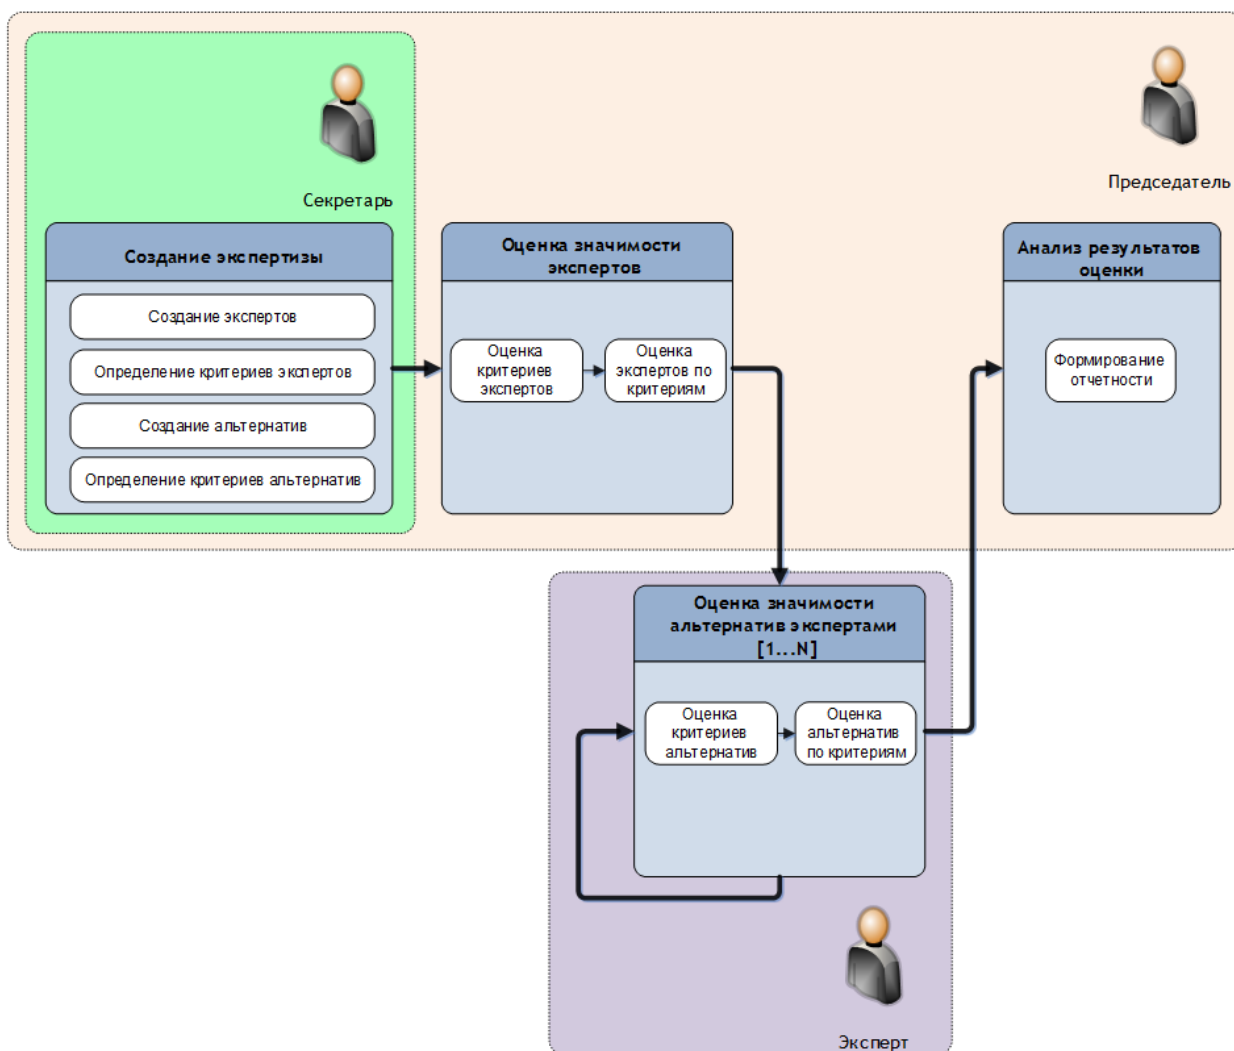 Секретарь
Председатель
Создание экспертизы
Создание экспертов
Определение критериев экспертов
Создание альтернатив
Определение критериев альтернатив
Оценка значимости
экспертов
Оценка
критериев
экспертов
Оценка
экспертов по
критериям
Анализ результатов
оценки
Формирование
отчетности
Оценка значимости
альтернатив экспертами
[1...N]
Оценка
критериев
альтернатив
Оценка
альтернатив
по критериям
Эксперт